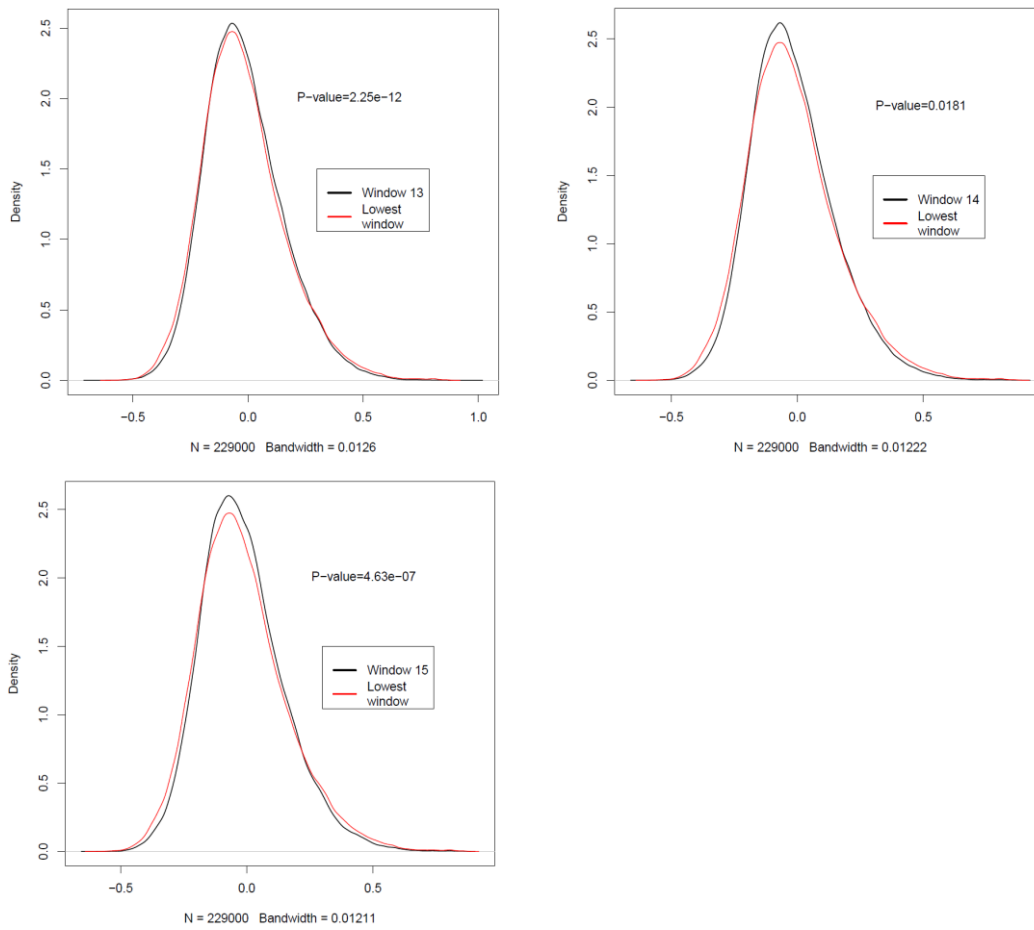 2.5
2.0
1.5
1.0
0.5
0.0
Density
P−value=2.25e−12
Window 13
Lowest
window
−0.5 0.0 0.5 1.0
N = 229000 Bandwidth = 0.0126
2.5
2.0
1.5
1.0
0.5
0.0
Density
P−value=0.0181
Window 14
Lowest
window
−0.5 0.0 0.5
N = 229000 Bandwidth = 0.01222
2.5
2.0
1.5
1.0
0.5
0.0
Density
P−value=4.63e−07
Window 15
Lowest
window
−0.5 0.0 0.5
N = 229000 Bandwidth = 0.01211